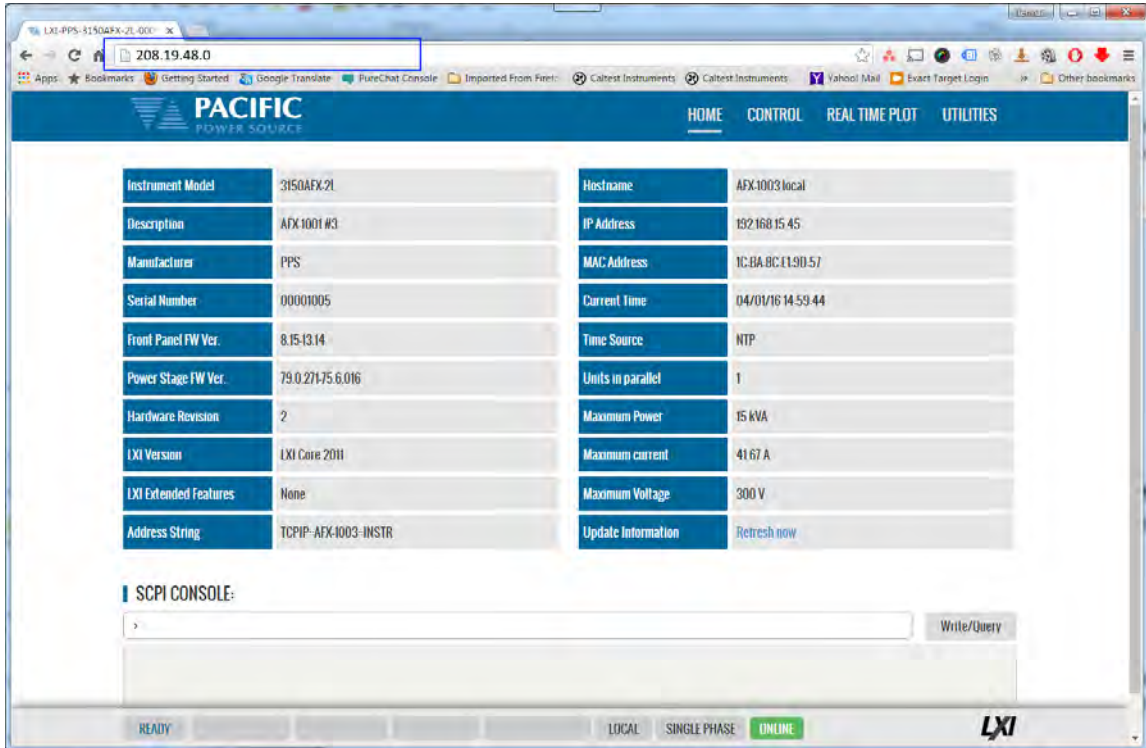 LXI-PPS-3150AFX-2L-000
208.19.48.0
Apps Bookmarks Getting Started Google Translate PureChat Console Imported From Firef: Caltest Instruments Caltest Instruments Yahoo! Mail Exact Target Login » Other bookmarks
PACIFIC
POWER SOURCE
HOME CONTROL REAL TIME PLOT UTILITIES
Instrument Model 3150AFX-2L
Hostname AFX-1003 local
Description AFX 1001 #3
IP Address 192 168 15 45
Manufacturer PPS
MAC Address 1C-BA-8C-E1-9D-57
Serial Number 00001005
Current Time 04/01/16 14:59:44
Front Panel FW Ver. 8.15-13.14
Time Source NTP
Power Stage FW Ver. 79.0.271-75.6.016
Units in parallel 1
Hardware Revision 2
Maximum Power 15 kVA
LXI Version LXI Core 2011
Maximum current 41 67 A
LXI Extended Features None
Maximum Voltage 300 V
Address String TCPIP--AFX-1003--INSTR
Update Information Refresh now
SCPI CONSOLE:
>
Write/Query
READY LOCAL SINGLE PHASE ONLINE LXI